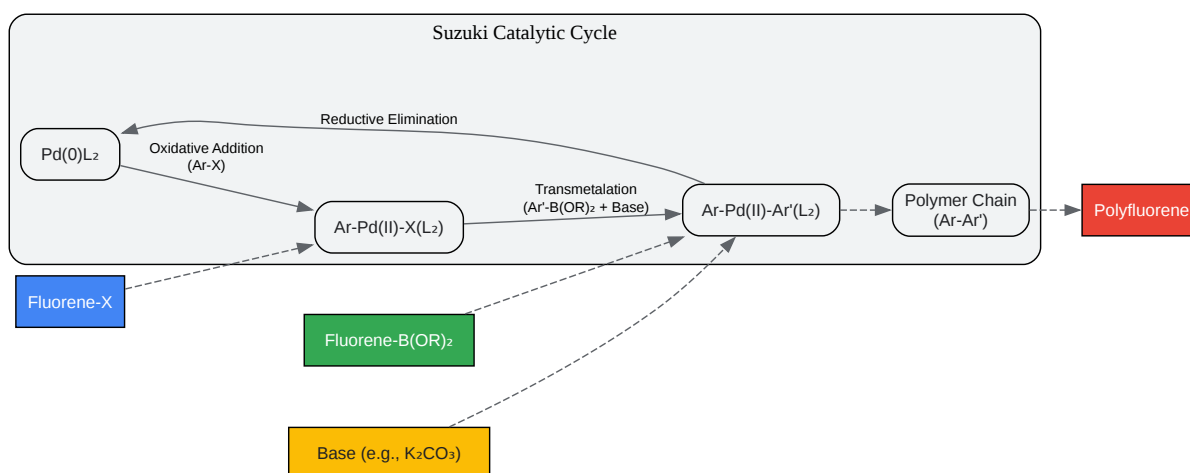 Suzuki Catalytic Cycle
Reductive Elimination
Pd(0)L₂
Oxidative Addition
(Ar-X)
Transmetalation
(Ar'-B(OR)₂ + Base)
Ar-Pd(II)-X(L₂)
Ar-Pd(II)-Ar'(L₂)
Polymer Chain
(Ar-Ar')
Polyfluorene
Fluorene-X
Fluorene-B(OR)₂
Base (e.g., K₂CO₃)